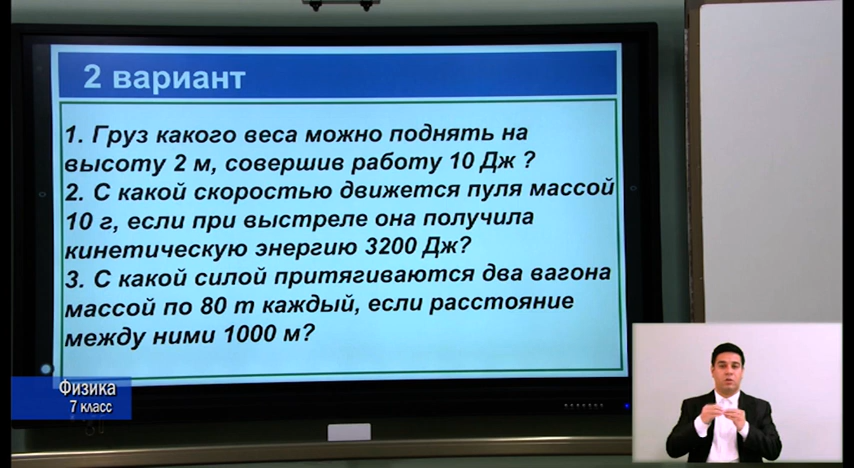 2 вариант
1. Груз какого веса можно поднять на
высоту 2 м, совершив работу 10 Дж ?
2. С какой скоростью движется пуля массой
10 г, если при выстреле она получила
кинетическую энергию 3200 Дж?
3. С какой силой притягиваются два вагона
массой по 80 т каждый, если расстояние
между ними 1000 м?
Физика
7 класс